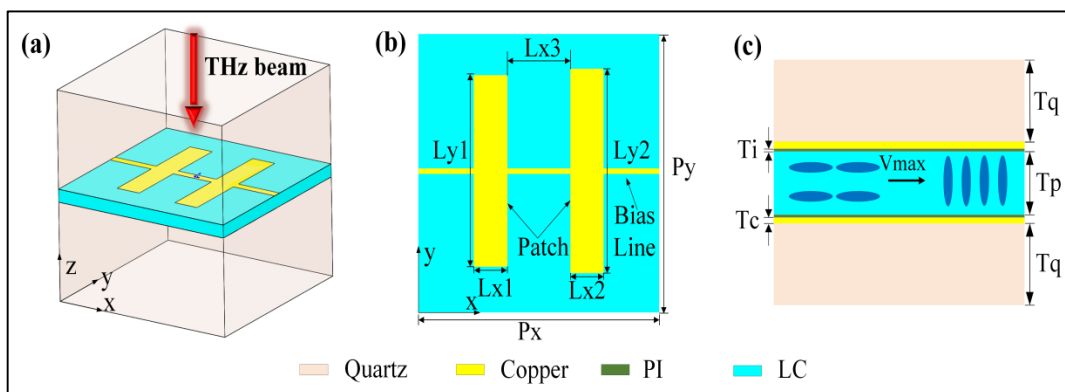 (a)
THz beam
z
y
x
(b)
Lx3
Ly1
Ly2
Py
Bias
Line
Patch
y
x
Lx1
Lx2
Px
(c)
Tq
Ti
Vmax
Tp
Tc
Tq
Quartz
Copper
PI
LC